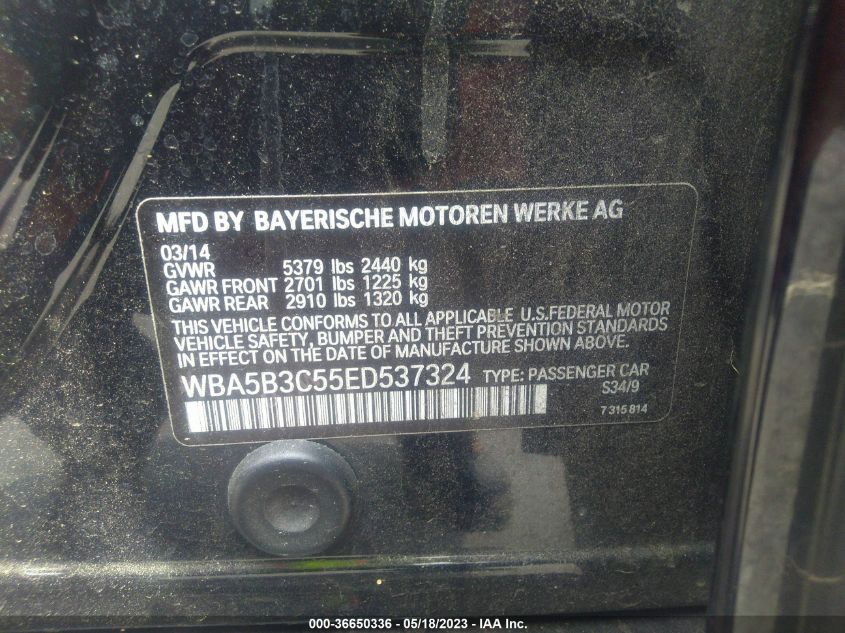 MFD BY BAYERISCHE MOTOREN WERKE AG
03/14
GVWR 5379 lbs 2440 kg
GAWR FRONT 2701 lbs 1225 kg
GAWR REAR 2910 lbs 1320 kg
THIS VEHICLE CONFORMS TO ALL APPLICABLE U.S.FEDERAL MOTOR
VEHICLE SAFETY, BUMPER AND THEFT PREVENTION STANDARDS
IN EFFECT ON THE DATE OF MANUFACTURE SHOWN ABOVE.
WBA5B3C55ED537324 TYPE: PASSENGER CAR
S34/9
7 315 814
000-36650336 / 05/18/2023 - IAA Inc.